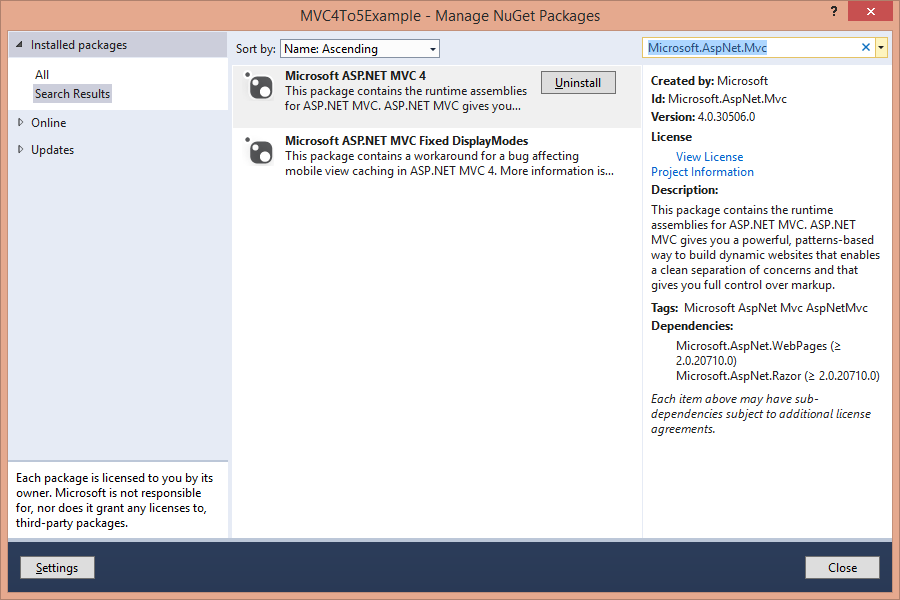 MVC4To5Example - Manage NuGet Packages
?
Installed packages
All
Search Results
Online
Updates
Each package is licensed to you by its
owner. Microsoft is not responsible
for, nor does it grant any licenses to,
third-party packages.
Sort by: Name: Ascending
Microsoft ASP.NET MVC 4
This package contains the runtime assemblies
for ASP.NET MVC. ASP.NET MVC gives you...
Uninstall
Microsoft ASP.NET MVC Fixed DisplayModes
This package contains a workaround for a bug affecting
mobile view caching in ASP.NET MVC 4. More information is...
Microsoft.AspNet.Mvc
Created by: Microsoft
Id: Microsoft.AspNet.Mvc
Version: 4.0.30506.0
License
View License
Project Information
Description:
This package contains the runtime
assemblies for ASP.NET MVC. ASP.NET
MVC gives you a powerful, patterns-based
way to build dynamic websites that enables
a clean separation of concerns and that
gives you full control over markup.
Tags: Microsoft AspNet Mvc AspNetMvc
Dependencies:
Microsoft.AspNet.WebPages (≥
2.0.20710.0)
Microsoft.AspNet.Razor (≥ 2.0.20710.0)
Each item above may have sub-
dependencies subject to additional license
agreements.
Settings
Close